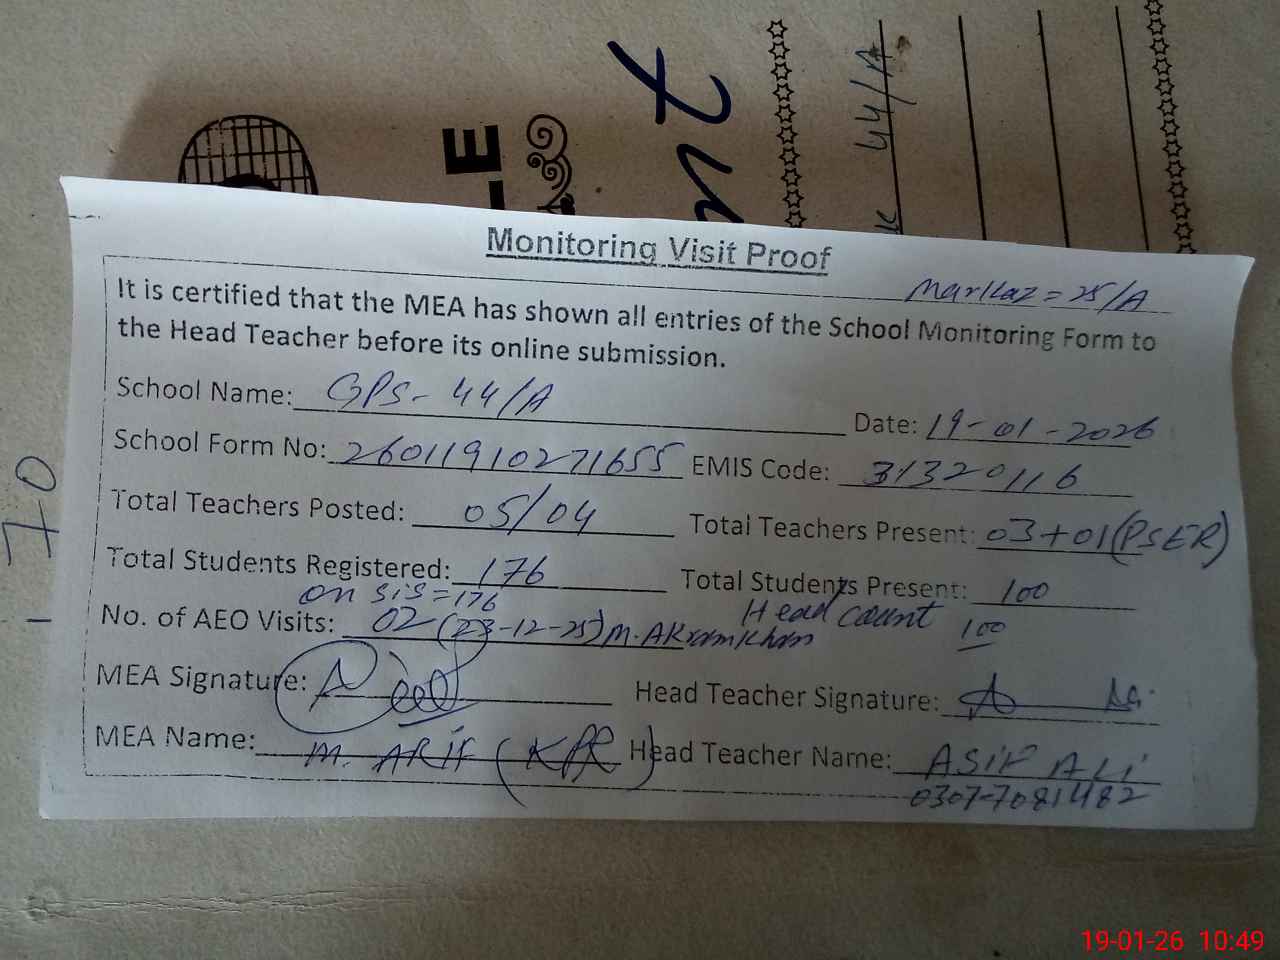 LE
44/A
Monitoring Visit Proof
Markaz = 25/A
It is certified that the MEA has shown all entries of the School Monitoring Form to
the Head Teacher before its online submission.
School Name: GPS- 44/A
Date: 19-01-2026
School Form No: 26011910271655 EMIS Code: 31320116
Total Teachers Posted: 05/04 Total Teachers Present: 03+01(PSER)
Total Students Registered: 176 Total Students Present: 100
on sis=176 Head count 100
No. of AEO Visits: 02 (23-12-25) M. AKram Khan
MEA Signature: Head Teacher Signature:
MEA Name: M. ARiF (KPR) Head Teacher Name: ASiF ALi
0307-7081482
70
19-01-26 10:49